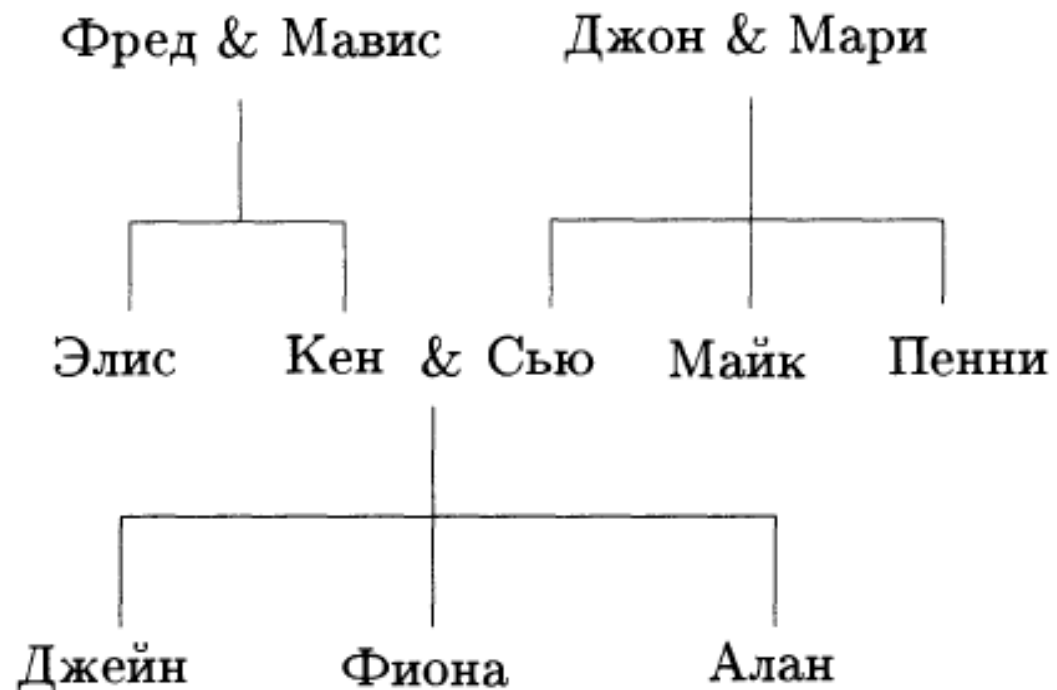 Фред & Мавис Джон & Мари
Элис Кен & Сью Майк Пенни
Джейн Фиона Алан